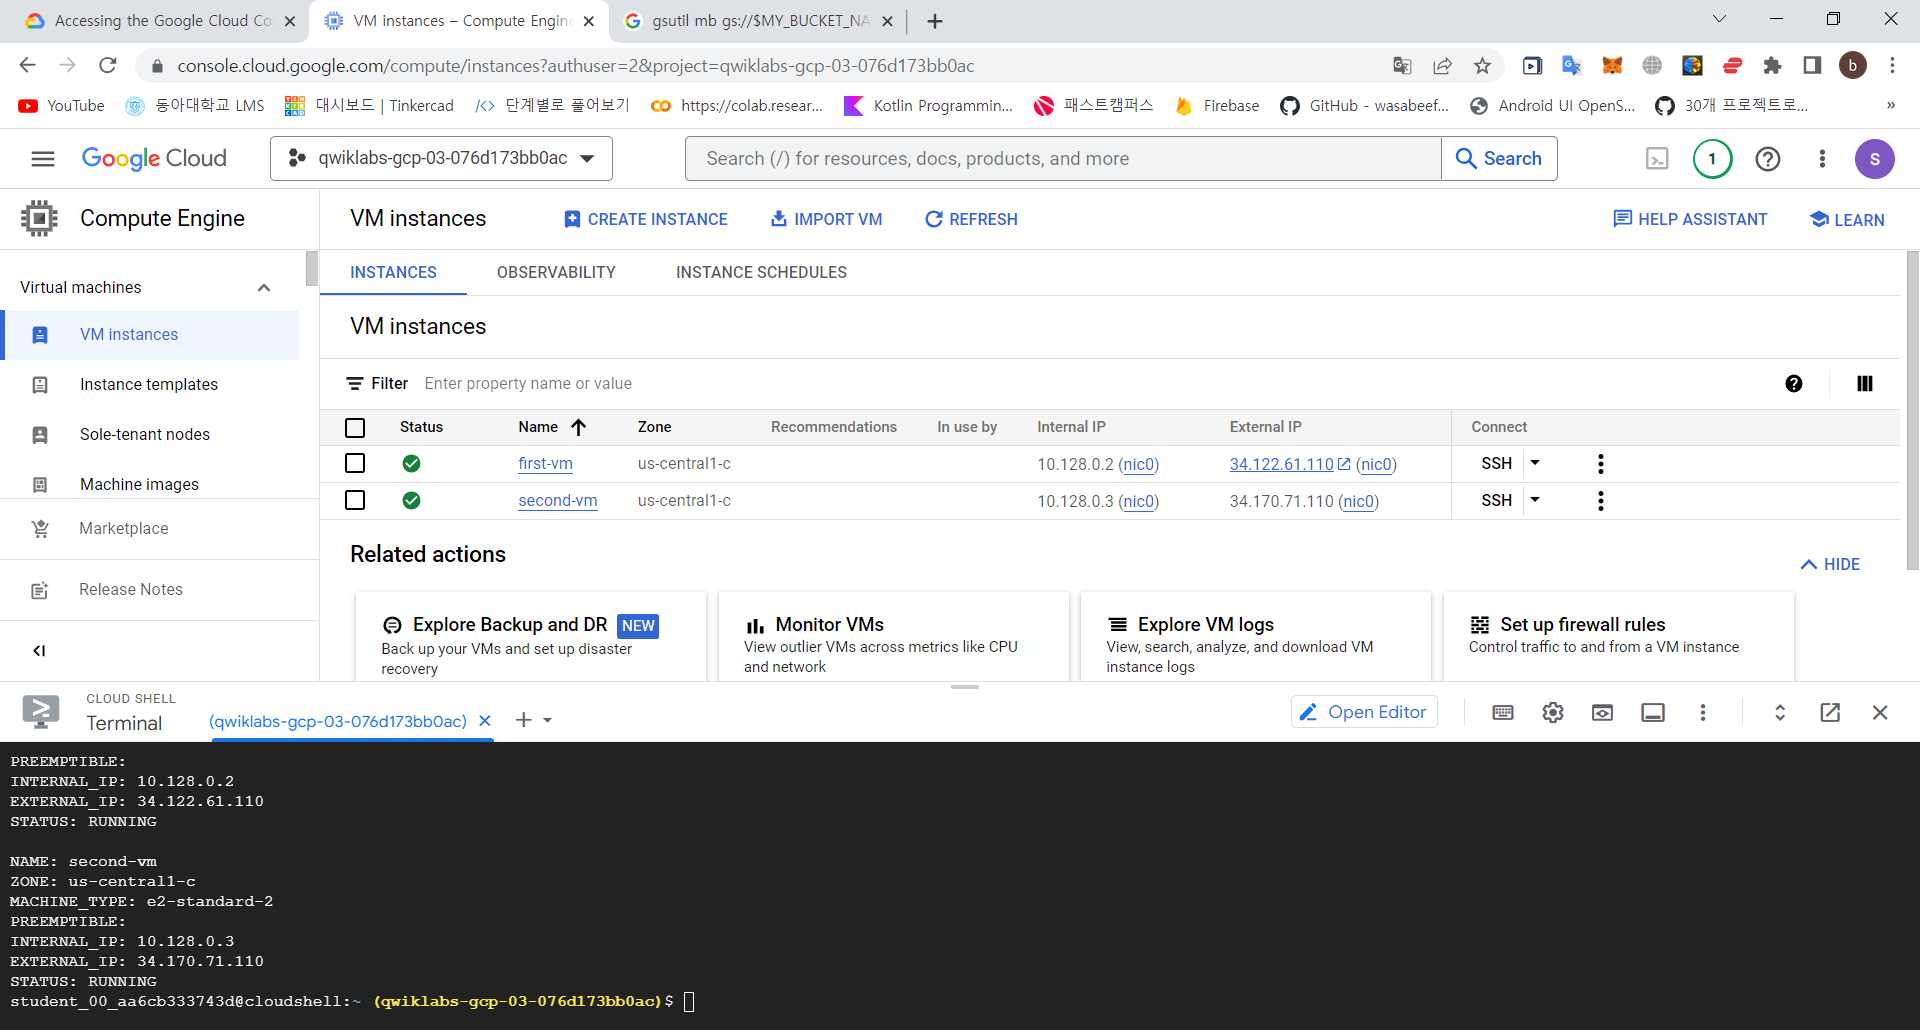 Accessing the Google Cloud Co
VM instances – Compute Engine
gsutil mb gs://$MY_BUCKET_NA
console.cloud.google.com/compute/instances?authuser=2&project=qwiklabs-gcp-03-076d173bb0ac
b
YouTube
동아대학교 LMS
대시보드 | Tinkercad
단계별로 풀어보기
https://colab.resear...
Kotlin Programmin...
패스트캠퍼스
Firebase
GitHub - wasabeef...
Android UI OpenS...
30개 프로젝트로...
»
Google Cloud
qwiklabs-gcp-03-076d173bb0ac
Search (/) for resources, docs, products, and more
Search
1
S
Compute Engine
VM instances
CREATE INSTANCE
IMPORT VM
REFRESH
HELP ASSISTANT
LEARN
Virtual machines
VM instances
Instance templates
Sole-tenant nodes
Machine images
Marketplace
Release Notes
INSTANCES
OBSERVABILITY
INSTANCE SCHEDULES
VM instances
Filter Enter property name or value
Status Name Zone Recommendations In use by Internal IP External IP Connect
first-vm us-central1-c 10.128.0.2 (nic0) 34.122.61.110 (nic0) SSH
second-vm us-central1-c 10.128.0.3 (nic0) 34.170.71.110 (nic0) SSH
Related actions
HIDE
Explore Backup and DR NEW
Back up your VMs and set up disaster
recovery
Monitor VMs
View outlier VMs across metrics like CPU
and network
Explore VM logs
View, search, analyze, and download VM
instance logs
Set up firewall rules
Control traffic to and from a VM instance
CLOUD SHELL
Terminal
(qwiklabs-gcp-03-076d173bb0ac)
Open Editor
PREEMPTIBLE:
INTERNAL_IP: 10.128.0.2
EXTERNAL_IP: 34.122.61.110
STATUS: RUNNING
NAME: second-vm
ZONE: us-central1-c
MACHINE_TYPE: e2-standard-2
PREEMPTIBLE:
INTERNAL_IP: 10.128.0.3
EXTERNAL_IP: 34.170.71.110
STATUS: RUNNING
student_00_aa6cb333743d@cloudshell:~ (qwiklabs-gcp-03-076d173bb0ac)$